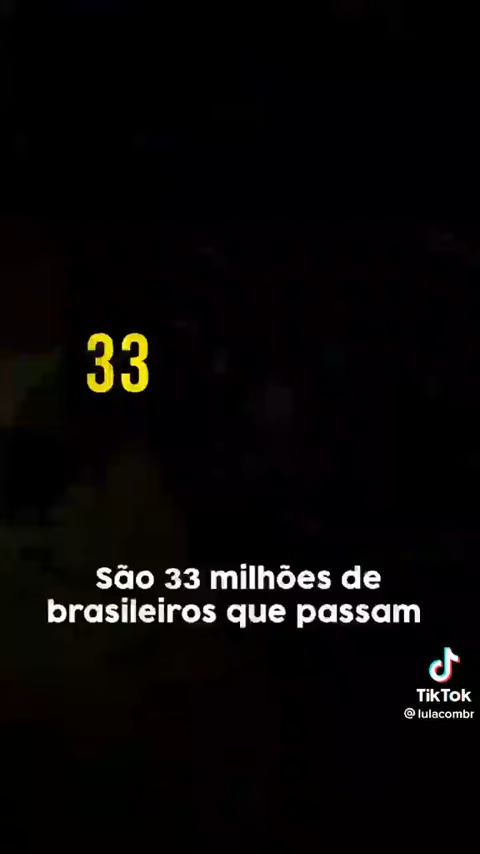 33
São 33 milhões de
brasileiros que passam
TikTok
@lulacombr